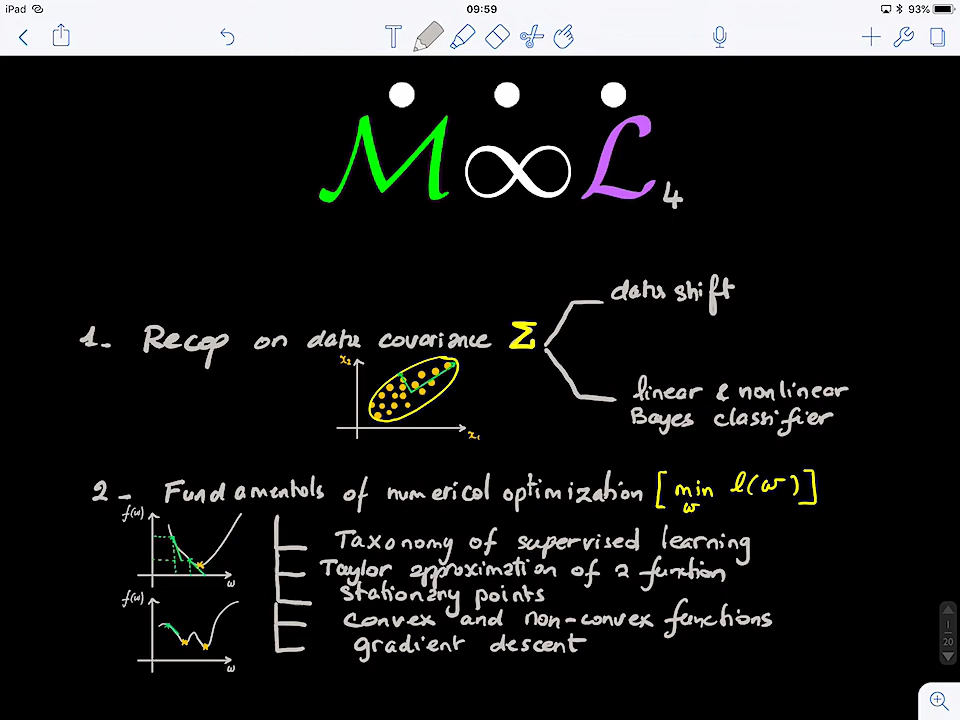 iPad 09:59 93%
T
M∞L4
data shift
1. Recap on data covariance Σ
linear & nonlinear
Bayes classifier
x2
x1
2- Fundamentals of numerical optimization [min l(w)]
w
f(w)
w
Taxonomy of supervised learning
Taylor approximation of a function
stationary points
f(w)
w
convex and non-convex functions
gradient descent
1
20